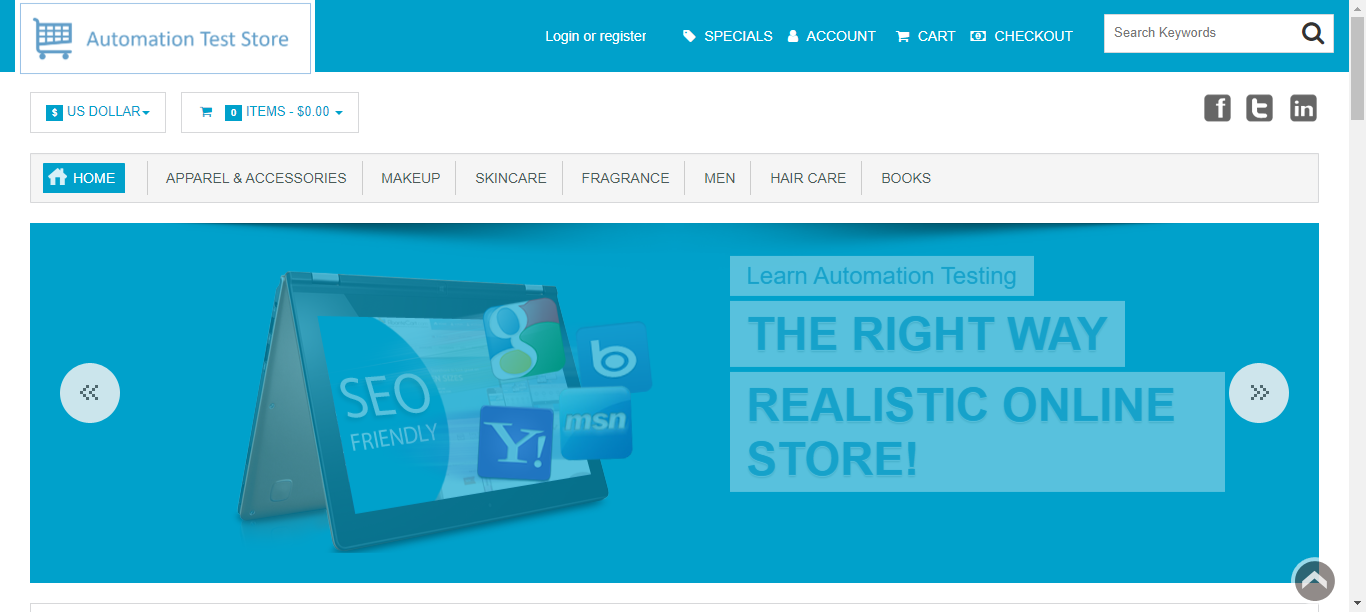 Automation Test Store
Login or register
SPECIALS
ACCOUNT
CART
CHECKOUT
Search Keywords
$ US DOLLAR
0 ITEMS - $0.00
f
t
in
HOME
APPAREL & ACCESSORIES
MAKEUP
SKINCARE
FRAGRANCE
MEN
HAIR CARE
BOOKS
Learn Automation Testing
THE RIGHT WAY
REALISTIC ONLINE
STORE!
SEO
FRIENDLY
g
b
msn
Y!